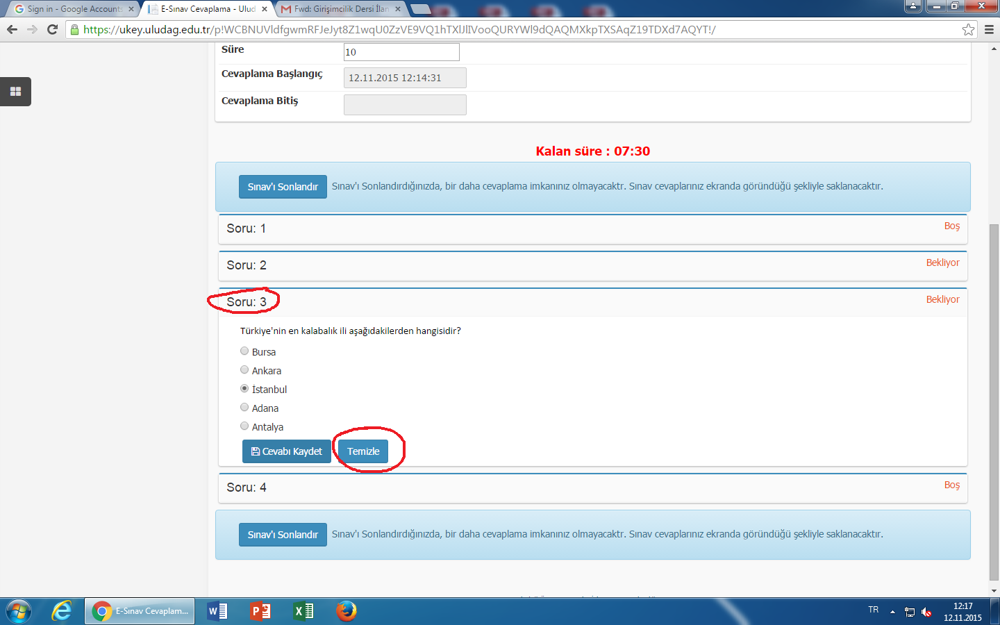 Sign in - Google Accounts
E-Sınav Cevaplama - Ulud
Fwd: Girişimcilik Dersi İlan
https://ukey.uludag.edu.tr/p!WCBNUVldfgwmRFJeJyt8Z1wqU0ZzVE9VQ1hTXlJlIVooQURYWl9dQAQMXkpTXSAqZ19TDXd7AQYT!/
Süre 10
Cevaplama Başlangıç 12.11.2015 12:14:31
Cevaplama Bitiş
Kalan süre : 07:30
Sınav'ı Sonlandır Sınav'ı Sonlandırdığınızda, bir daha cevaplama imkanınız olmayacaktr. Sınav cevaplarınız ekranda göründüğü şekliyle saklanacaktır.
Soru: 1 Boş
Soru: 2 Bekliyor
Soru: 3 Bekliyor
Türkiye'nin en kalabalık ili aşağıdakilerden hangisidir?
Bursa
Ankara
İstanbul
Adana
Antalya
Cevabı Kaydet Temizle
Soru: 4 Boş
Sınav'ı Sonlandır Sınav'ı Sonlandırdığınızda, bir daha cevaplama imkanınız olmayacaktr. Sınav cevaplarınız ekranda göründüğü şekliyle saklanacaktır.
E-Sınav Cevaplam...
TR
12:17
12.11.2015